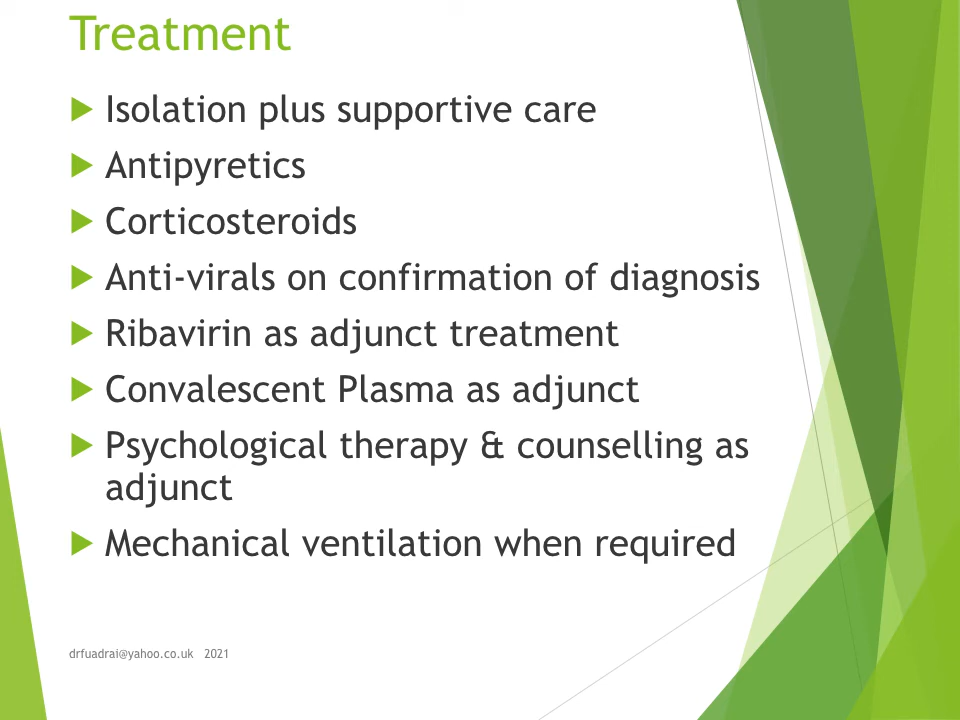 Treatment
Isolation plus supportive care
Antipyretics
Corticosteroids
Anti-virals on confirmation of diagnosis
Ribavirin as adjunct treatment
Convalescent Plasma as adjunct
Psychological therapy & counselling as
adjunct
Mechanical ventilation when required
drfuadrai@yahoo.co.uk 2021